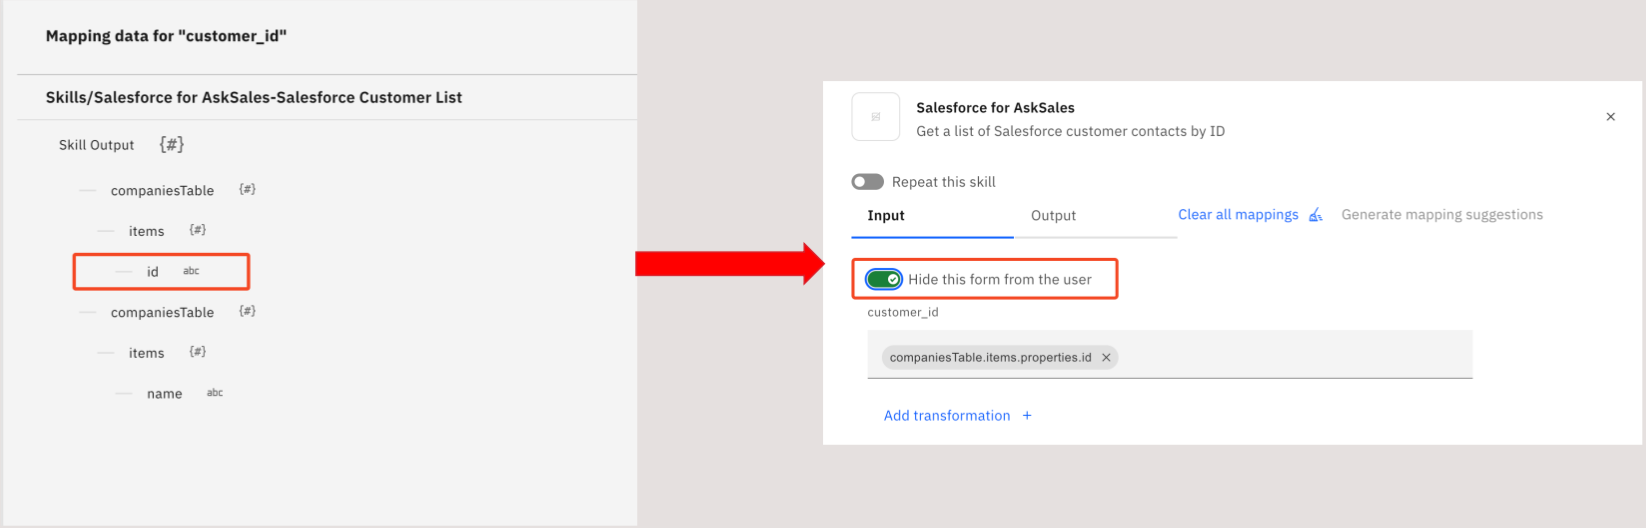 Mapping data for "customer_id"
Skills/Salesforce for AskSales-Salesforce Customer List
Skill Output {#}
companiesTable {#}
items {#}
id abc
companiesTable {#}
items {#}
name abc
Salesforce for AskSales
Get a list of Salesforce customer contacts by ID
Repeat this skill
Input Output Clear all mappings Generate mapping suggestions
Hide this form from the user
customer_id
companiesTable.items.properties.id ×
Add transformation +